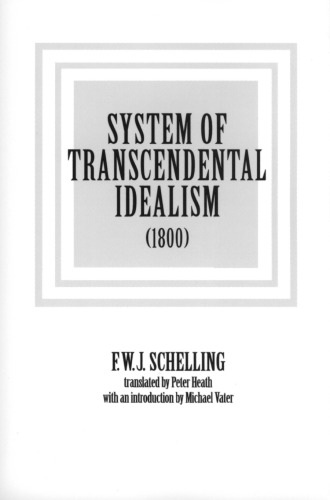 SYSTEM OF
TRANSCENDENTAL
IDEALISM
(1800)
F.W.J. SCHELLING
translated by Peter Heath
with an introduction by Michael Vater